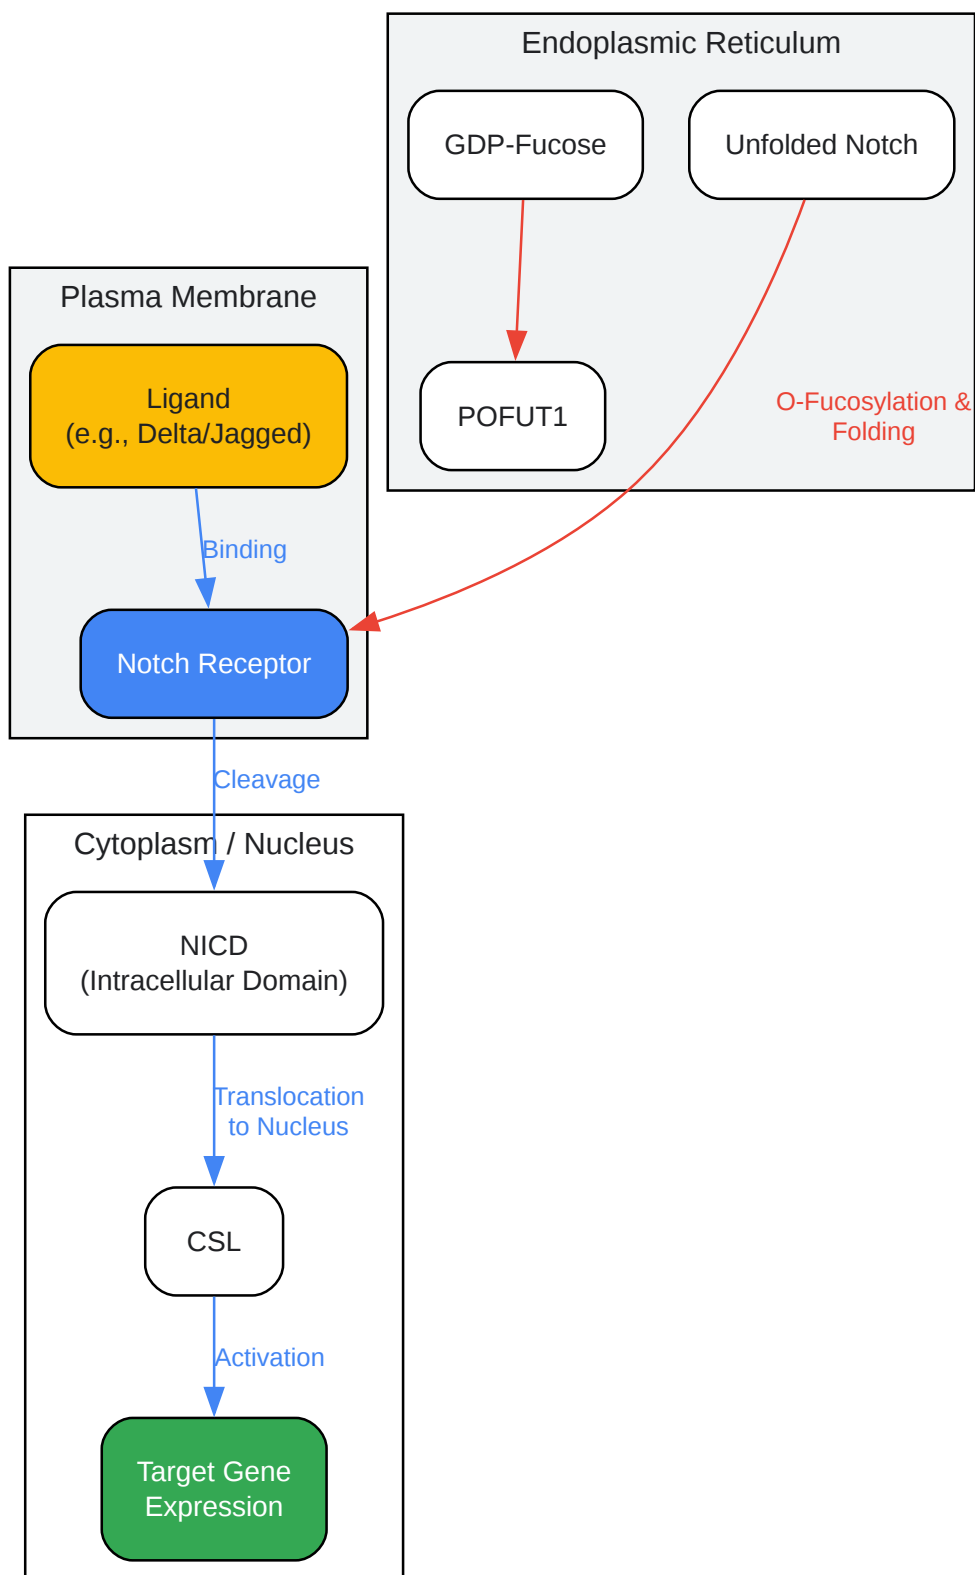 Endoplasmic Reticulum
GDP-Fucose
Unfolded Notch
POFUT1
O-Fucosylation &
Folding
Plasma Membrane
Ligand
(e.g., Delta/Jagged)
Binding
Notch Receptor
Cleavage
Cytoplasm / Nucleus
NICD
(Intracellular Domain)
Translocation
to Nucleus
CSL
Activation
Target Gene
Expression